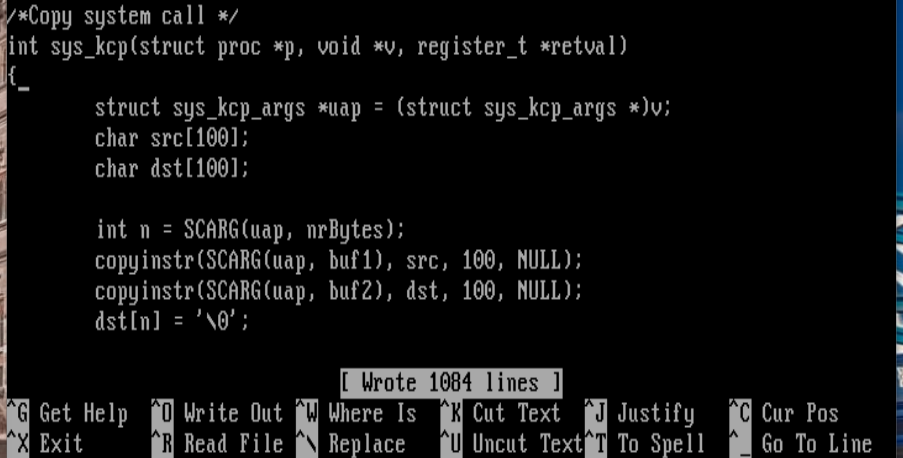 /*Copy system call */
int sys_kcp(struct proc *p, void *v, register_t *retval)
{
struct sys_kcp_args *uap = (struct sys_kcp_args *)v;
char src[100];
char dst[100];
int n = SCARG(uap, nrBytes);
copyinstr(SCARG(uap, buf1), src, 100, NULL);
copyinstr(SCARG(uap, buf2), dst, 100, NULL);
dst[n] = '\0';
[ Wrote 1084 lines ]
^G Get Help ^O Write Out ^W Where Is ^K Cut Text ^J Justify ^C Cur Pos
^X Exit ^R Read File ^\ Replace ^U Uncut Text ^T To Spell ^_ Go To Line